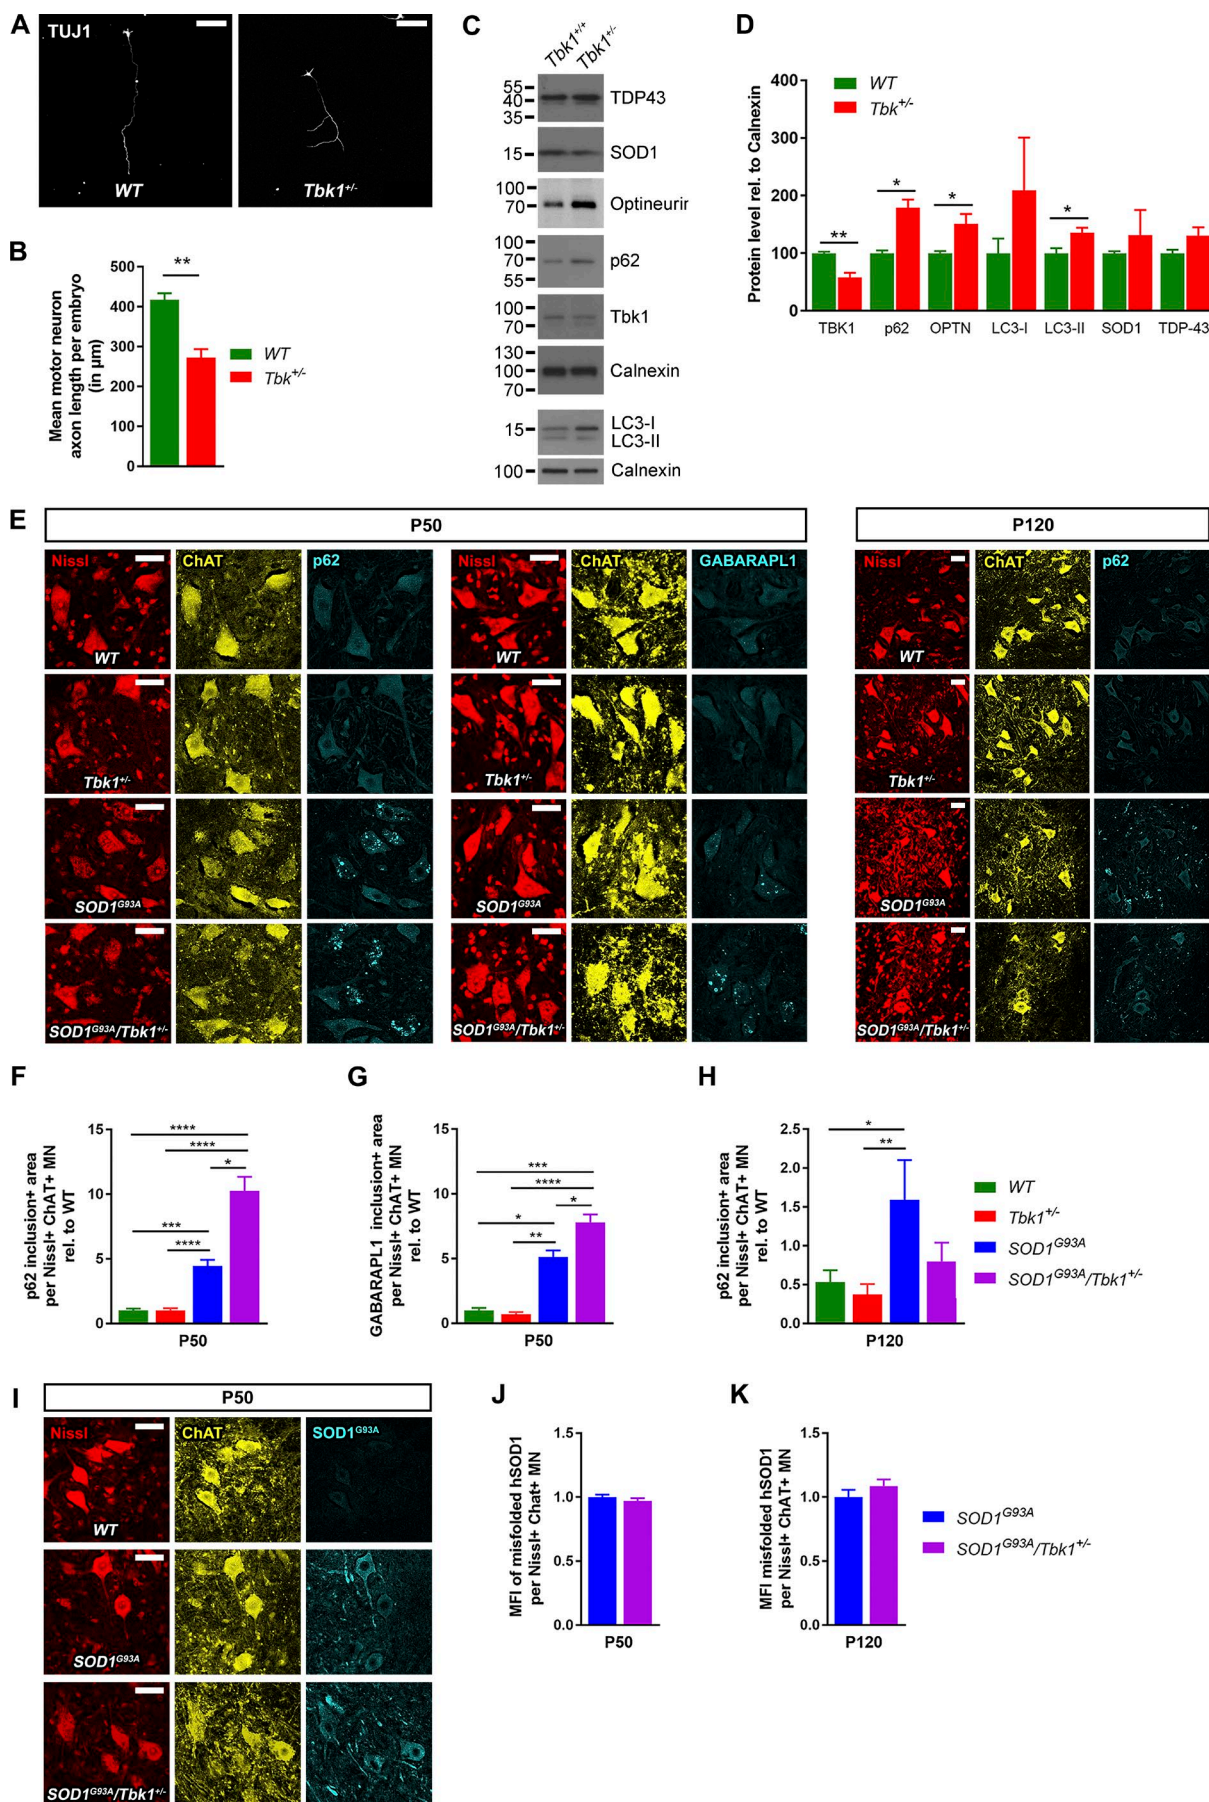 A
TUJ1
WT
Tbk1+/-
B
Mean motor neuron
axon length per embryo
(in µm)
500
400
300
200
100
0
**
WT
Tbk+/-
C
Tbk1+/+
Tbk1+/-
55
40
35
TDP43
15
SOD1
100
70
Optineurir
100
70
55
p62
100
70
Tbk1
130
100
70
Calnexin
15
LC3-I
LC3-II
100
Calnexin
D
Protein level rel. to Calnexin
400
300
200
100
0
WT
Tbk+/-
**
*
*
*
TBK1 p62 OPTN LC3-I LC3-II SOD1 TDP-43
E
P50
Nissl ChAT p62 Nissl ChAT GABARAPL1
WT WT
Tbk1+/- Tbk1+/-
SOD1G93A SOD1G93A
SOD1G93A/Tbk1+/- SOD1G93A/Tbk1+/-
P120
Nissl ChAT p62
WT
Tbk1+/-
SOD1G93A
SOD1G93A/Tbk1+/-
F
p62 inclusion+ area
per Nissl+ ChAT+ MN
rel. to WT
15
10
5
0
****
****
*
***
****
P50
G
GABARAPL1 inclusion+ area
per Nissl+ ChAT+ MN
rel. to WT
15
10
5
0
***
****
*
*
**
P50
H
p62 inclusion+ area
per Nissl+ ChAT+ MN
rel. to WT
2.5
2.0
1.5
1.0
0.5
0.0
*
**
P120
WT
Tbk1+/-
SOD1G93A
SOD1G93A/Tbk1+/-
I
P50
Nissl ChAT SOD1G93A
WT
SOD1G93A
SOD1G93A/Tbk1+/-
J
MFI of misfolded hSOD1
per Nissl+ Chat+ MN
1.5
1.0
0.5
0.0
P50
K
MFI misfolded hSOD1
per Nissl+ ChAT+ MN
1.5
1.0
0.5
0.0
P120
SOD1G93A
SOD1G93A/Tbk1+/-